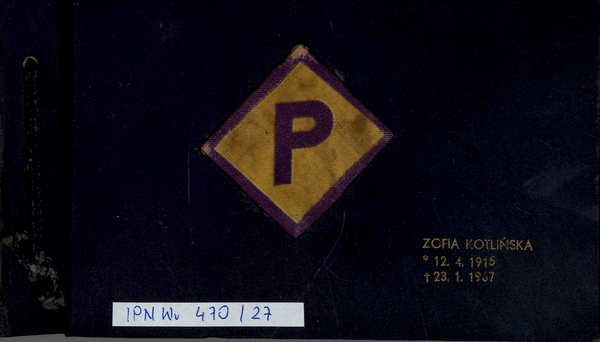 P
ZOFIA KOTLIŃSKA
* 12. 4. 1915
† 23. 1. 1967
IPN Wr 470/27